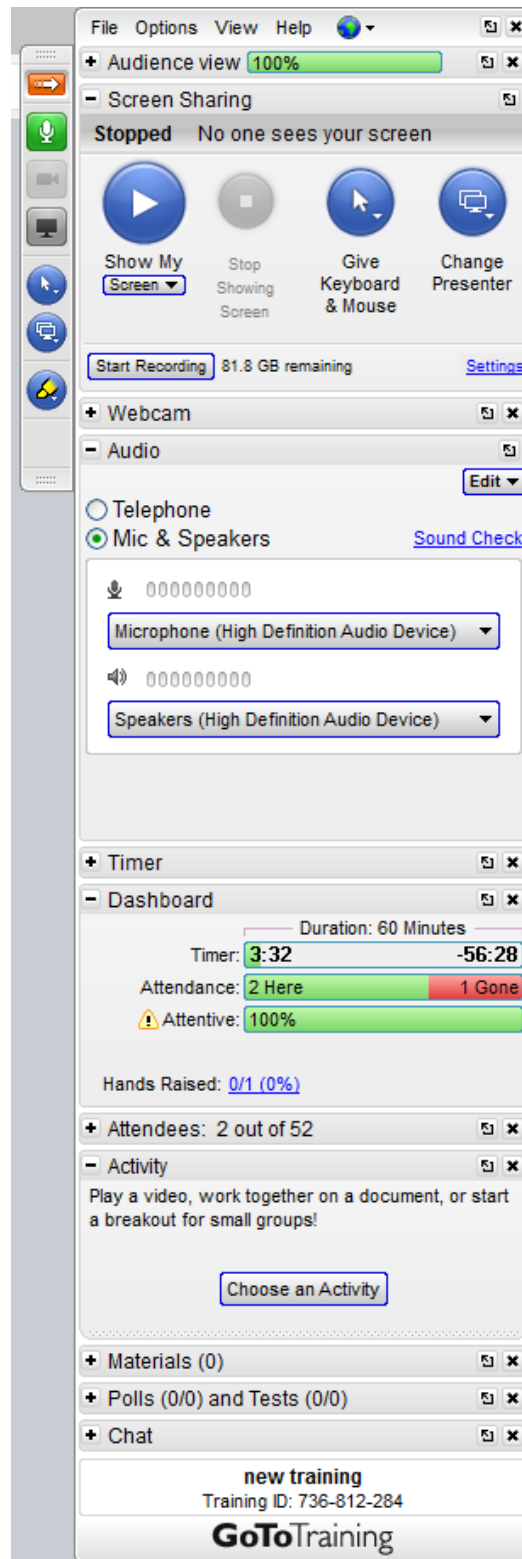 File Options View Help
Audience view 100%
Screen Sharing
Stopped No one sees your screen
Show My
Screen
Stop
Showing
Screen
Give
Keyboard
& Mouse
Change
Presenter
Start Recording 81.8 GB remaining Settings
Webcam
Audio
Edit
Telephone
Mic & Speakers Sound Check
Microphone (High Definition Audio Device)
Speakers (High Definition Audio Device)
Timer
Dashboard
Duration: 60 Minutes
Timer: 3:32 -56:28
Attendance: 2 Here 1 Gone
Attentive: 100%
Hands Raised: 0/1 (0%)
Attendees: 2 out of 52
Activity
Play a video, work together on a document, or start
a breakout for small groups!
Choose an Activity
Materials (0)
Polls (0/0) and Tests (0/0)
Chat
new training
Training ID: 736-812-284
GoToTraining